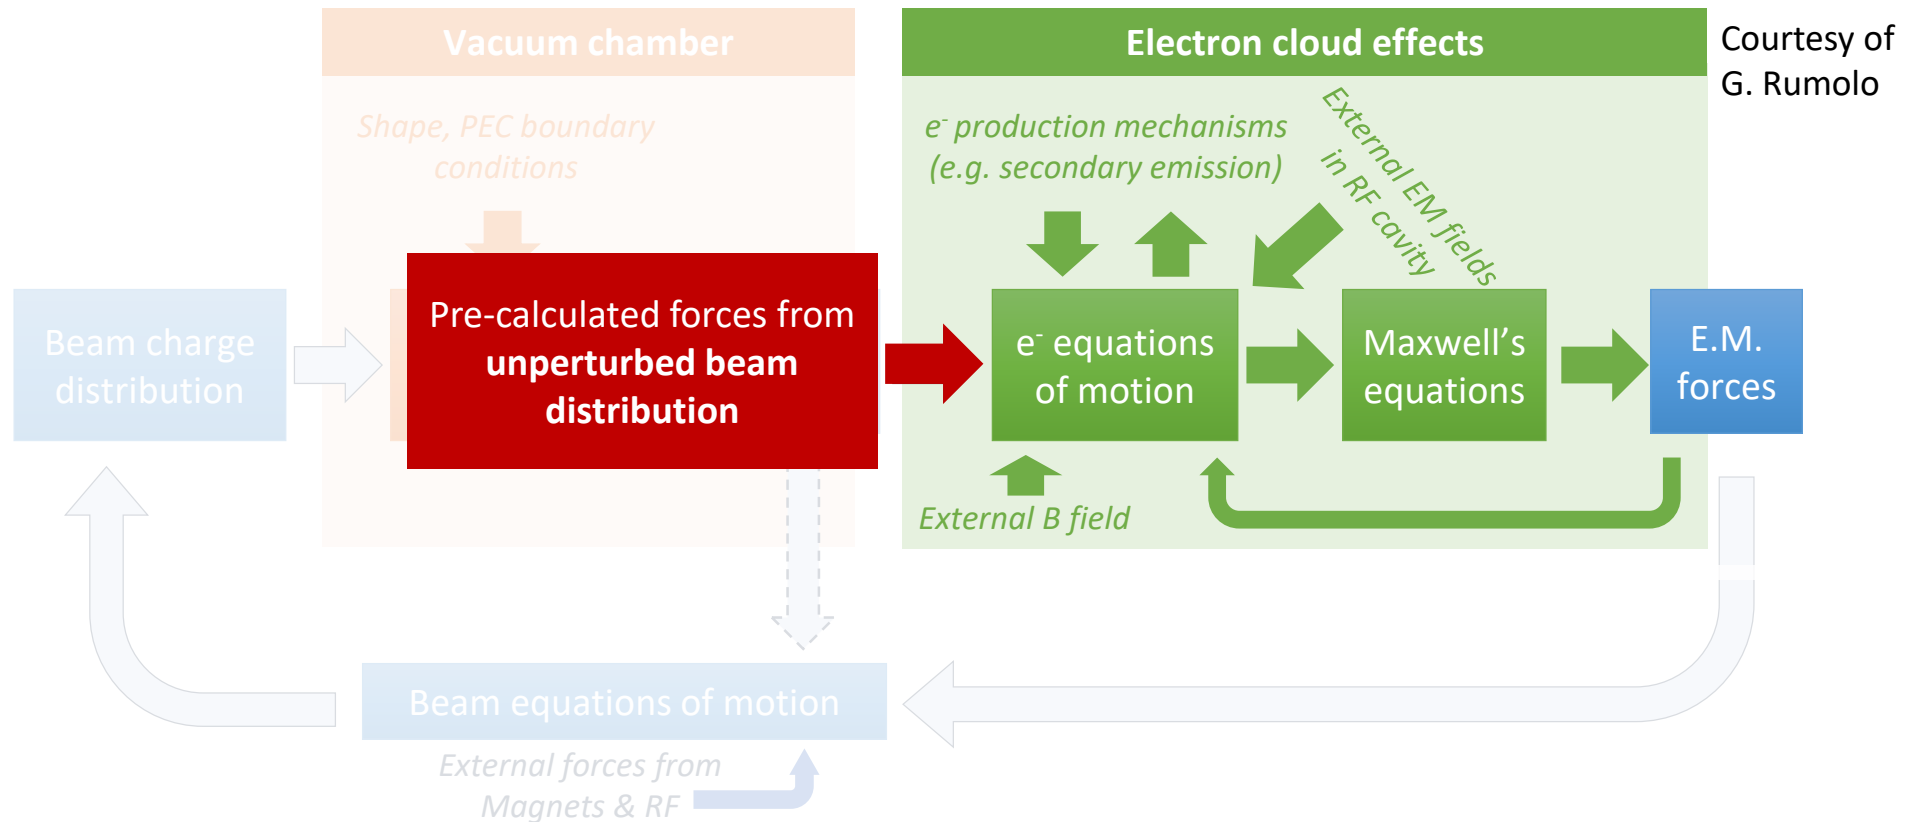 Vacuum chamber
Electron cloud effects
Courtesy of
G. Rumolo
Shape, PEC boundary
conditions
e- production mechanisms
(e.g. secondary emission)
External EM fields
in RF cavity
Beam charge
distribution
Pre-calculated forces from
unperturbed beam
distribution
e- equations
of motion
Maxwell’s
equations
E.M.
forces
External B field
Beam equations of motion
External forces from
Magnets & RF